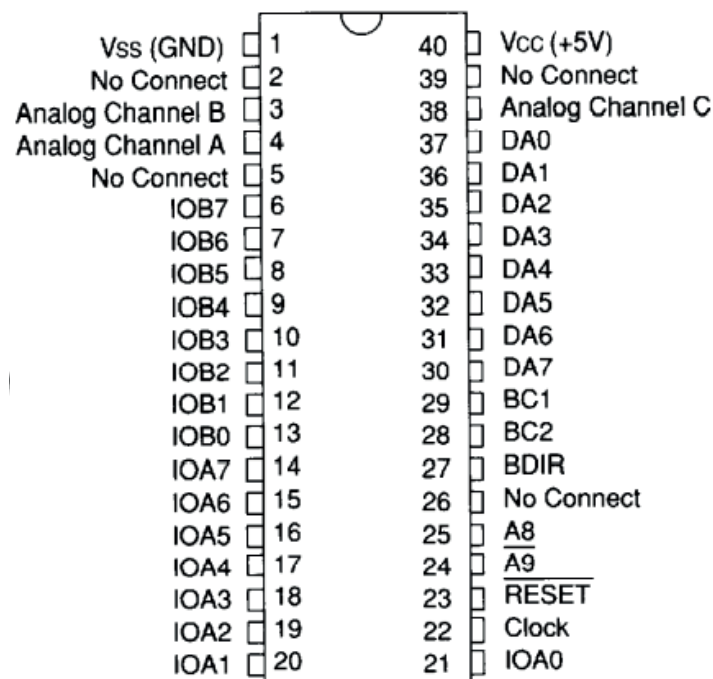 Vss (GND) 1 40 Vcc (+5V)
No Connect 2 39 No Connect
Analog Channel B 3 38 Analog Channel C
Analog Channel A 4 37 DA0
No Connect 5 36 DA1
IOB7 6 35 DA2
IOB6 7 34 DA3
IOB5 8 33 DA4
IOB4 9 32 DA5
IOB3 10 31 DA6
IOB2 11 30 DA7
IOB1 12 29 BC1
IOB0 13 28 BC2
IOA7 14 27 BDIR
IOA6 15 26 No Connect
IOA5 16 25 A8
IOA4 17 24 A9
IOA3 18 23 RESET
IOA2 19 22 Clock
IOA1 20 21 IOA0